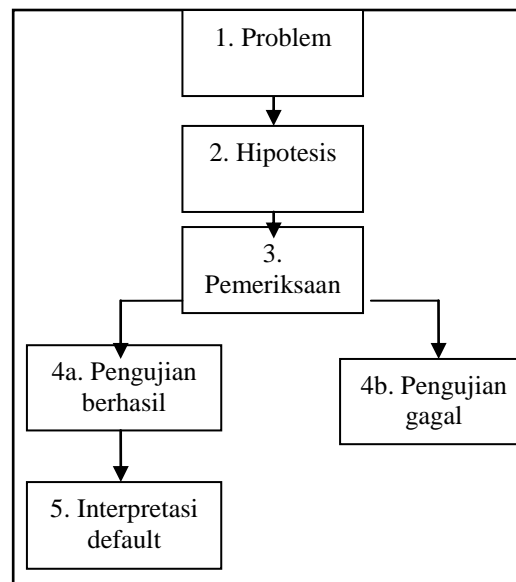 1. Problem
2. Hipotesis
3.
Pemeriksaan
4a. Pengujian
berhasil
4b. Pengujian
gagal
5. Interpretasi
default